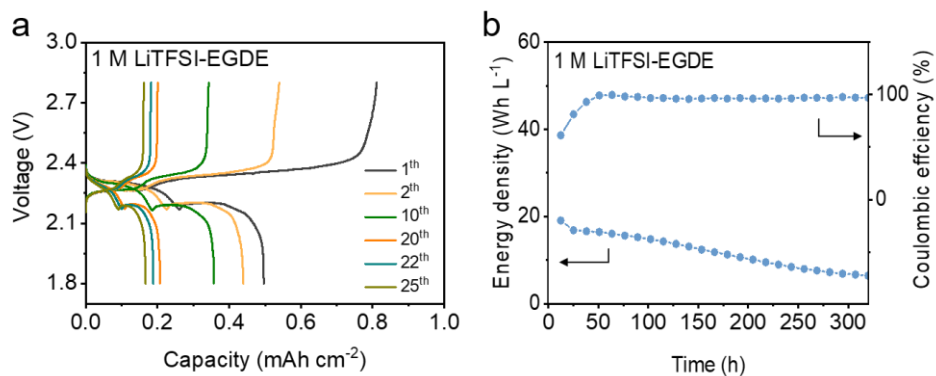 a
1 M LiTFSI-EGDE
3.0
2.7
2.4
2.1
1.8
Voltage (V)
1th
2th
10th
20th
22th
25th
0.0 0.2 0.4 0.6 0.8 1.0
Capacity (mAh cm-2)
b
1 M LiTFSI-EGDE
60
40
20
0
Energy density (Wh L-1)
100
0
Coulombic effciency (%)
0 50 100 150 200 250 300
Time (h)